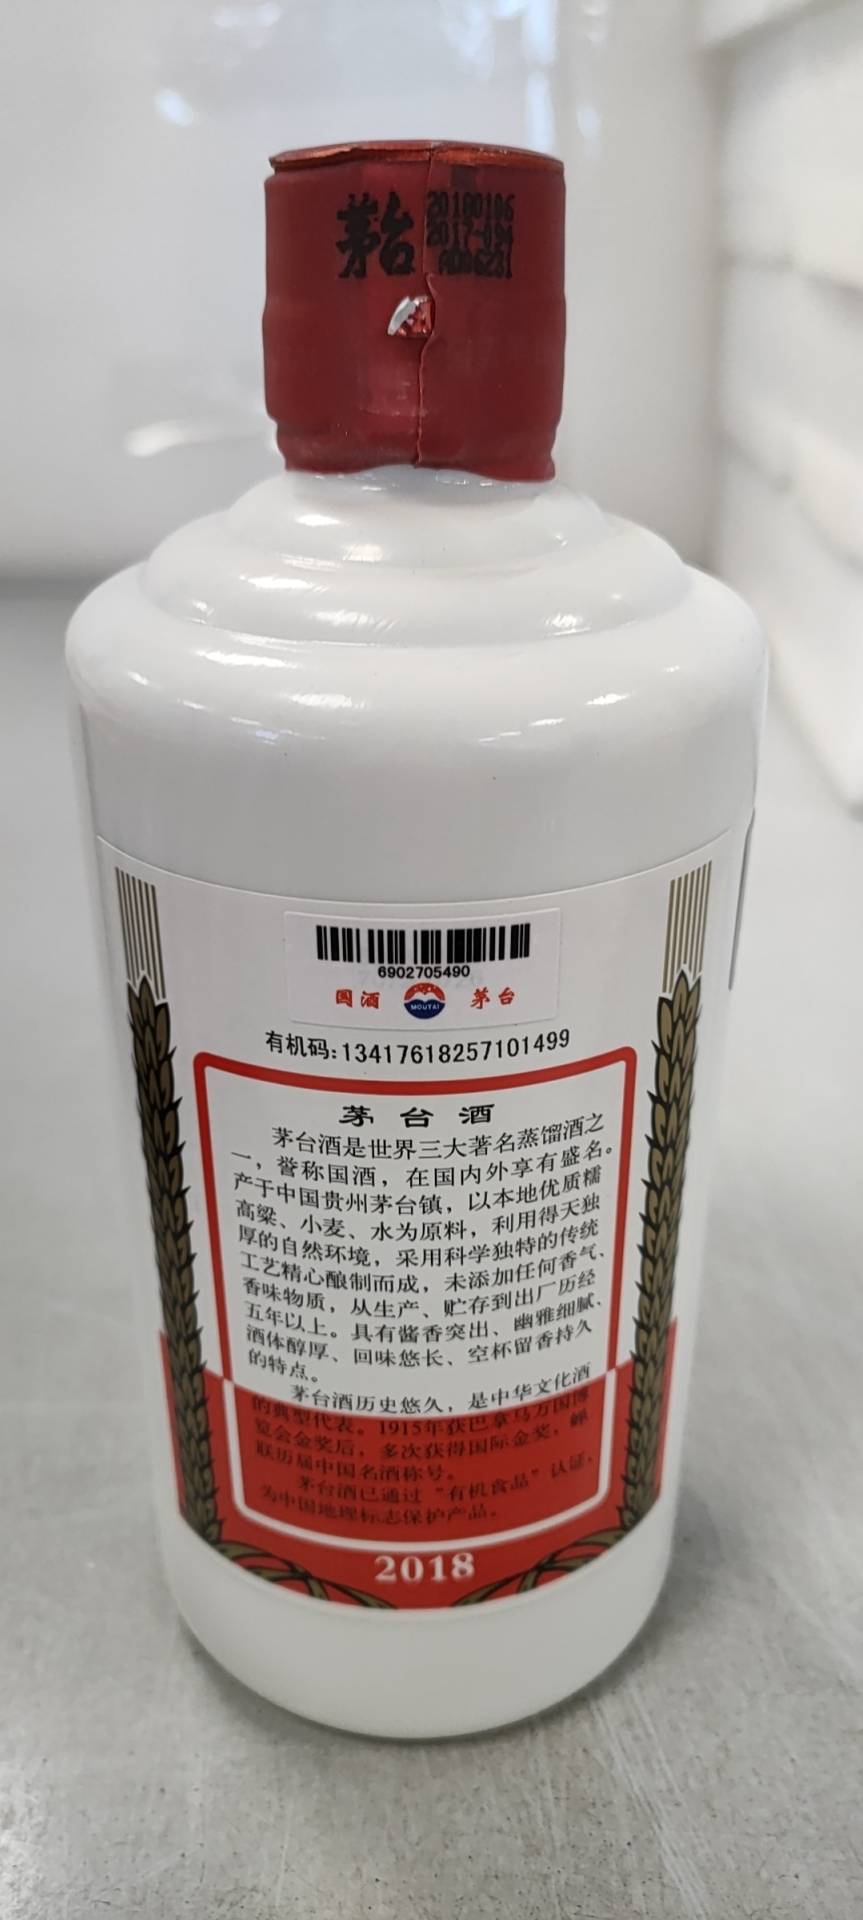 茅台
20180106
2017-194
6902705490
国酒 MOUTAI 茅台
有机码:13417618257101499
茅台酒
茅台酒是世界三大著名蒸馏酒之
一，誉称国酒，在国内外享有盛名。
产于中国贵州茅台镇，以本地优质糯
高粱、小麦、水为原料，利用得天独
厚的自然环境，采用科学独特的传统
工艺精心酿制而成，未添加任何香气、
香味物质，从生产、贮存到出厂历经
五年以上。具有酱香突出、幽雅细腻、
酒体醇厚、回味悠长、空杯留香持久
的特点。
茅台酒历史悠久，是中华文化酒
的典型代表。1915年获巴拿马万国博
览会金奖后，多次获得国际金奖，蝉
联历届中国名酒称号。
茅台酒已通过“有机食品”认证，
为中国地理标志保护产品。
2018